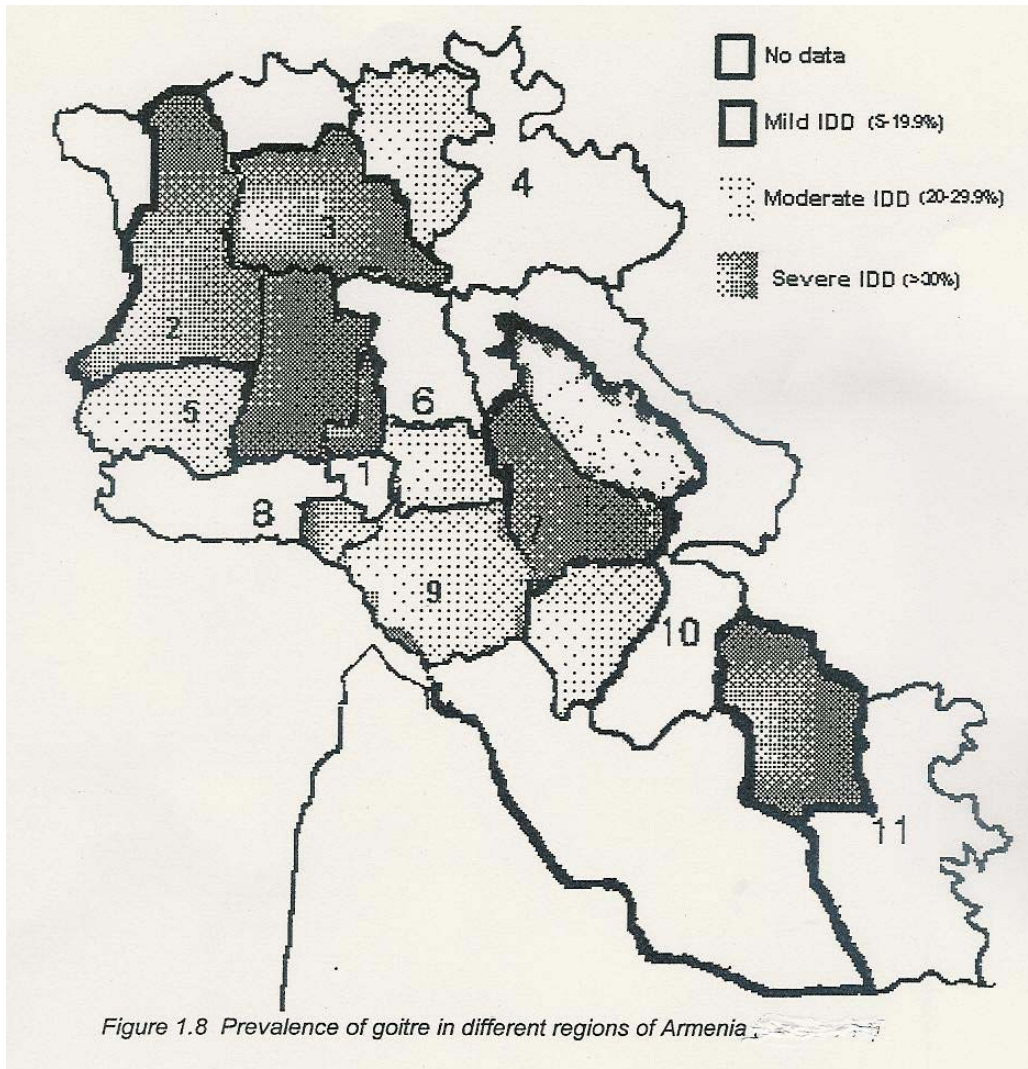 No data
Mild IDD (5-19.9%)
Moderate IDD (20-29.9%)
Severe IDD (>30%)
4
3
2
6
5
1
8
7
9
10
11
Figure 1.8 Prevalence of goitre in different regions of Armenia